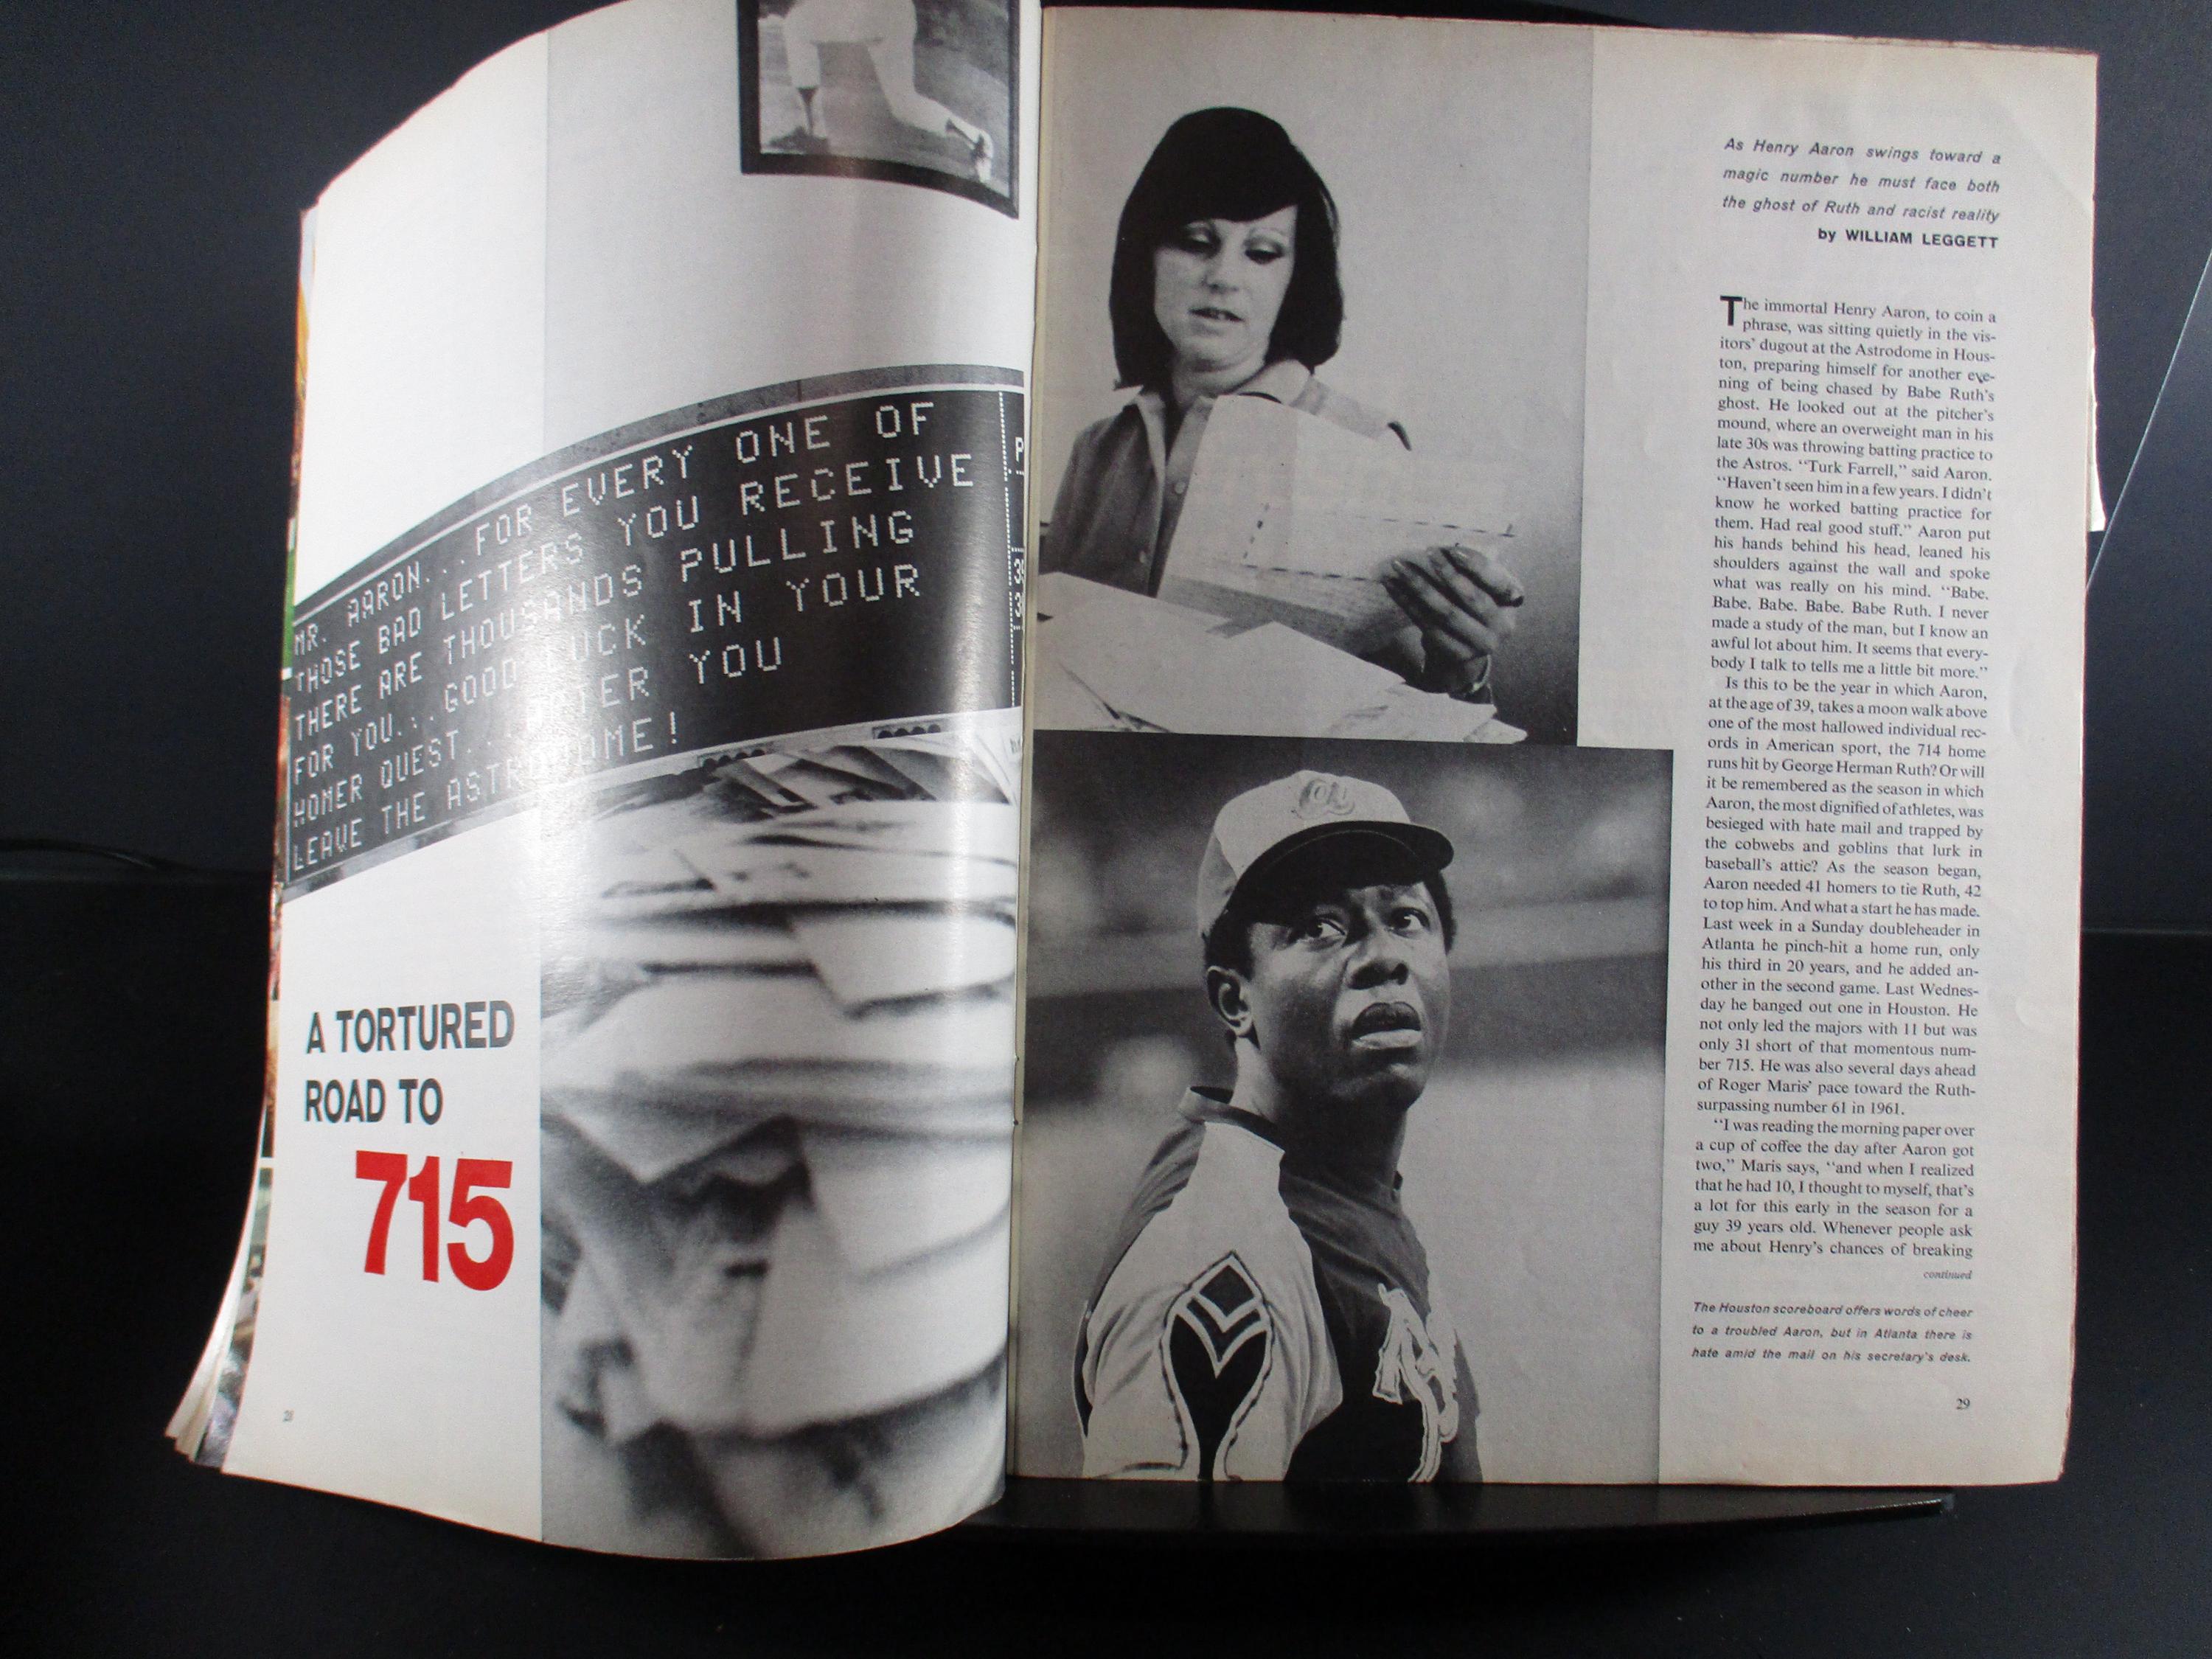 MR. AARON...FOR EVERY ONE OF
THOSE BAD LETTERS YOU RECEIVE
THERE ARE THOUSANDS PULLING
FOR YOU...GOOD LUCK IN YOUR
HOMER QUEST... AFTER YOU
LEAVE THE ASTRODOME!
P
A TORTURED
ROAD TO
715
28
As Henry Aaron swings toward a
magic number he must face both
the ghost of Ruth and racist reality
by WILLIAM LEGGETT
The immortal Henry Aaron, to coin a
phrase, was sitting quietly in the vis-
itors' dugout at the Astrodome in Hous-
ton, preparing himself for another eve-
ning of being chased by Babe Ruth's
ghost. He looked out at the pitcher's
mound, where an overweight man in his
late 30s was throwing batting practice to
the Astros. "Turk Farrell," said Aaron.
"Haven't seen him in a few years. I didn't
know he worked batting practice for
them. Had real good stuff." Aaron put
his hands behind his head, leaned his
shoulders against the wall and spoke
what was really on his mind. "Babe.
Babe. Babe. Babe. Babe Ruth. I never
made a study of the man, but I know an
awful lot about him. It seems that every-
body I talk to tells me a little bit more."
Is this to be the year in which Aaron,
at the age of 39, takes a moon walk above
one of the most hallowed individual rec-
ords in American sport, the 714 home
runs hit by George Herman Ruth? Or will
it be remembered as the season in which
Aaron, the most dignified of athletes, was
besieged with hate mail and trapped by
the cobwebs and goblins that lurk in
baseball's attic? As the season began,
Aaron needed 41 homers to tie Ruth, 42
to top him. And what a start he has made.
Last week in a Sunday doubleheader in
Atlanta he pinch-hit a home run, only
his third in 20 years, and he added an-
other in the second game. Last Wednes-
day he banged out one in Houston. He
not only led the majors with 11 but was
only 31 short of that momentous num-
ber 715. He was also several days ahead
of Roger Maris' pace toward the Ruth-
surpassing number 61 in 1961.
"I was reading the morning paper over
a cup of coffee the day after Aaron got
two," Maris says, "and when I realized
that he had 10, I thought to myself, that's
a lot for this early in the season for a
guy 39 years old. Whenever people ask
me about Henry's chances of breaking
continued
The Houston scoreboard offers words of cheer
to a troubled Aaron, but in Atlanta there is
hate amid the mail on his secretary's desk.
29